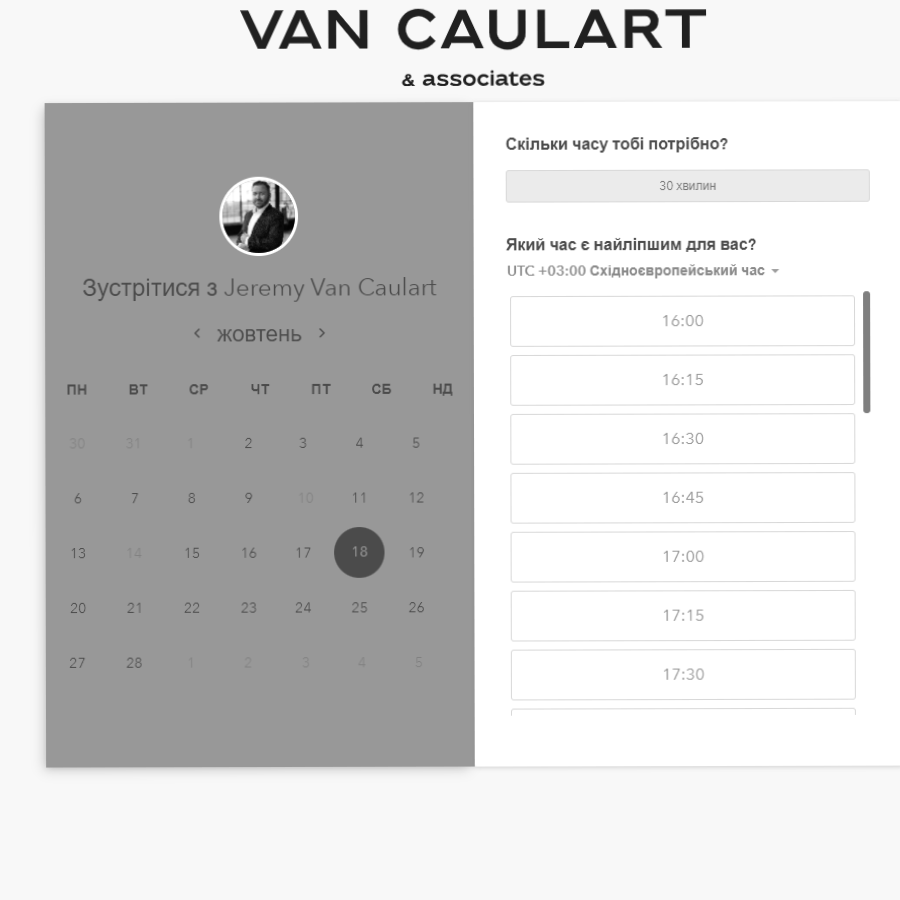 VAN CAULART
& associates
Зустрітися з Jeremy Van Caulart
жовтень
ПН ВТ СР ЧТ ПТ СБ НД
30 31 1 2 3 4 5
6 7 8 9 10 11 12
13 14 15 16 17 18 19
20 21 22 23 24 25 26
27 28 1 2 3 4 5
Скільки часу тобі потрібно?
30 хвилин
Який час є найліпшим для вас?
UTC +03:00 Східноєвропейський час
16:00
16:15
16:30
16:45
17:00
17:15
17:30